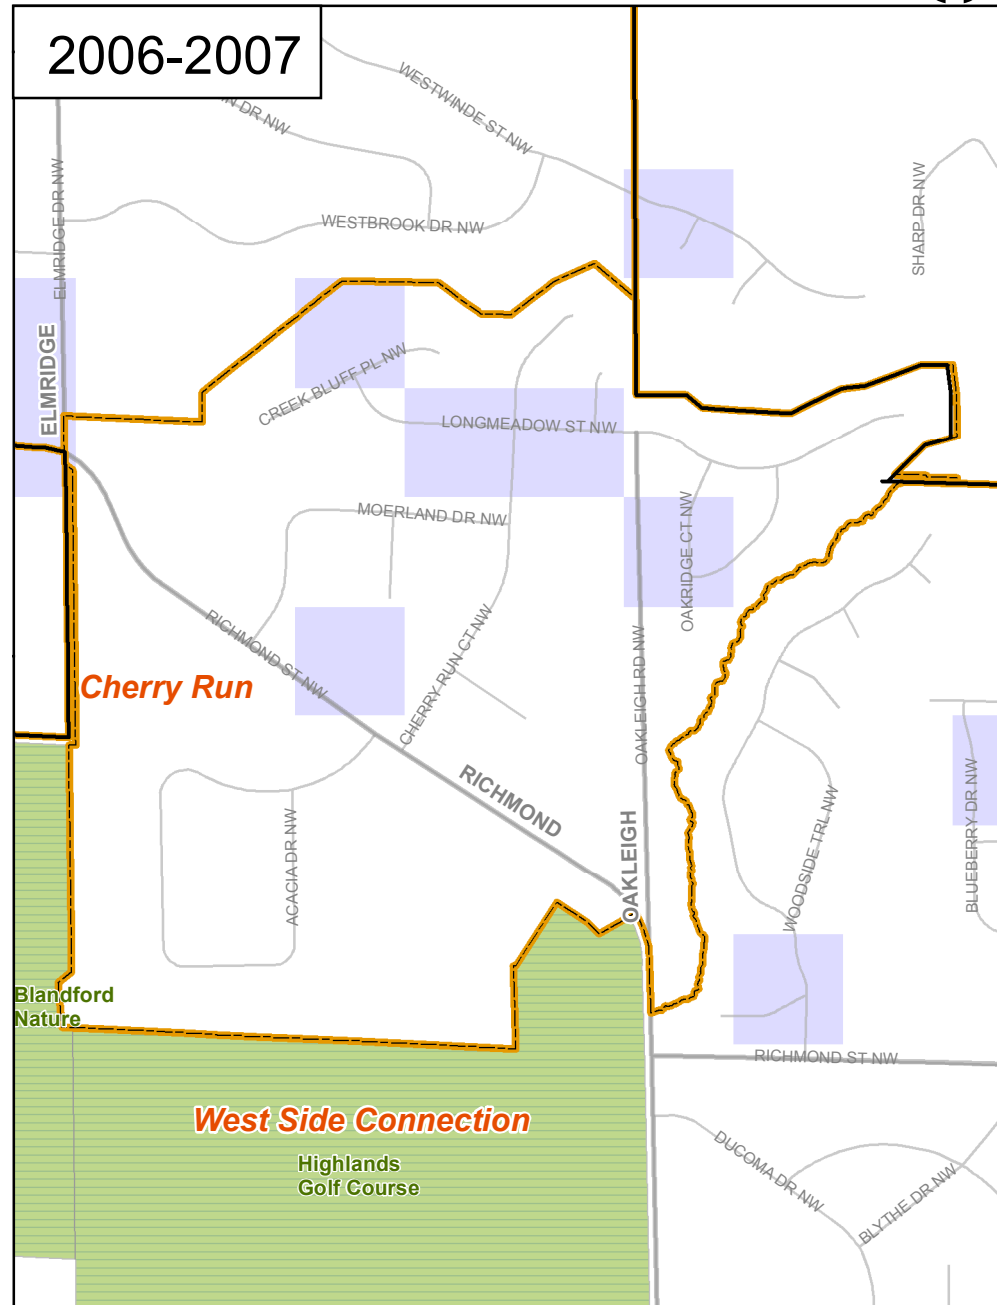 2006-2007
DR NW
WESTWINDE ST NW
ELMRIDGE DR NW
WESTBROOK DR NW
SHARP DR NW
ELMRIDGE
CREEK BLUFF PL NW
LONGMEADOW ST NW
MOERLAND DR NW
OAKRIDGE CT NW
RICHMOND ST NW
CHERRY RUN CT NW
OAKLEIGH RD NW
Cherry Run
RICHMOND
ACACIA DR NW
OAKLEIGH
WOODSIDE TRL NW
BLUEBERRY DR NW
Blandford
Nature
RICHMOND ST NW
West Side Connection
Highlands
Golf Course
DUCOMA DR NW
BLYTHE DR NW